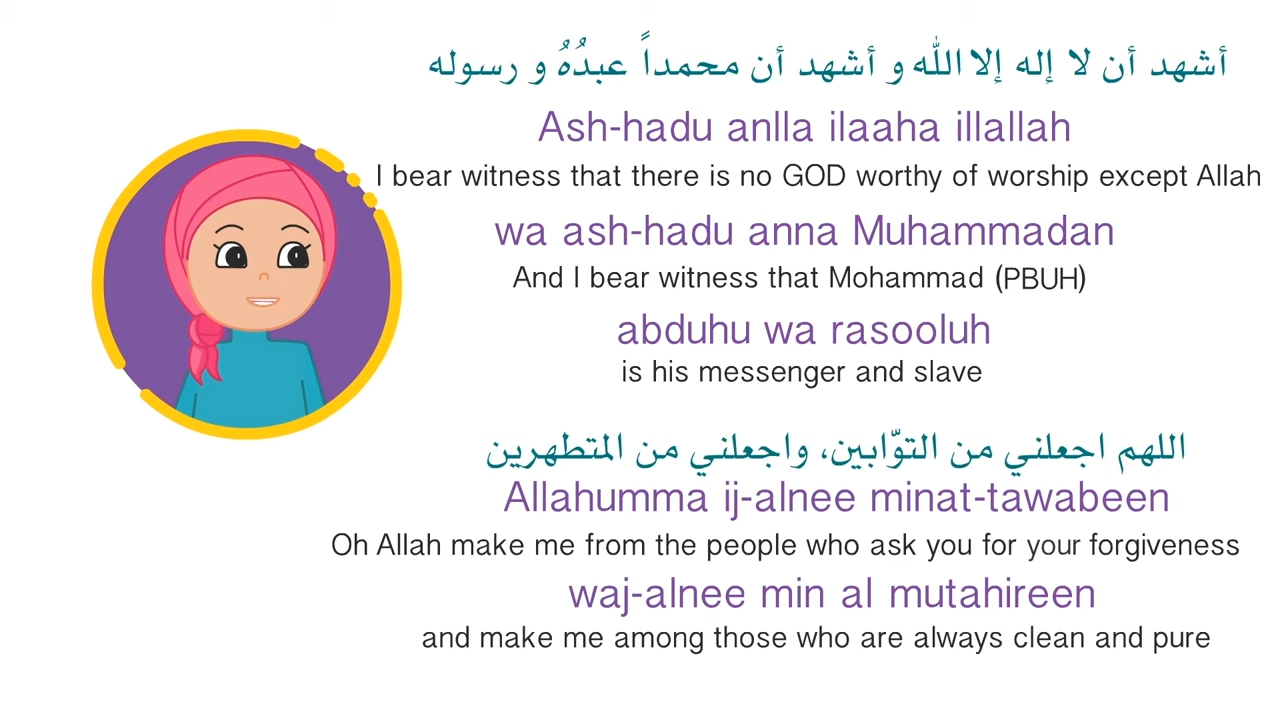 أشهد أن لا إله إلا الله و أشهد أن محمداً عبدُهُ و رسوله
Ash-hadu anlla ilaaha illallah
I bear witness that there is no GOD worthy of worship except Allah
wa ash-hadu anna Muhammadan
And I bear witness that Mohammad (PBUH)
abduhu wa rasooluh
is his messenger and slave
اللهم اجعلني من التوّابين، واجعلني من المتطهرين
Allahumma ij-alnee minat-tawabeen
Oh Allah make me from the people who ask you for your forgiveness
waj-alnee min al mutahireen
and make me among those who are always clean and pure